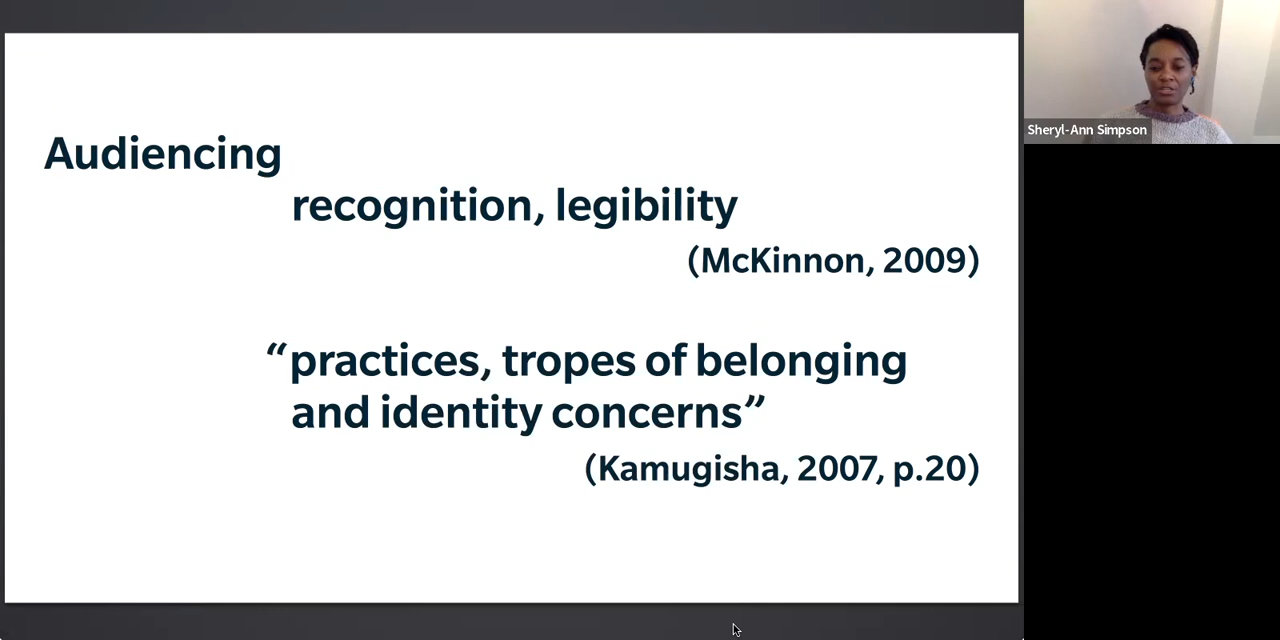 Audiencing
recognition, legibility
(McKinnon, 2009)
“practices, tropes of belonging
and identity concerns”
(Kamugisha, 2007, p.20)
Sheryl-Ann Simpson